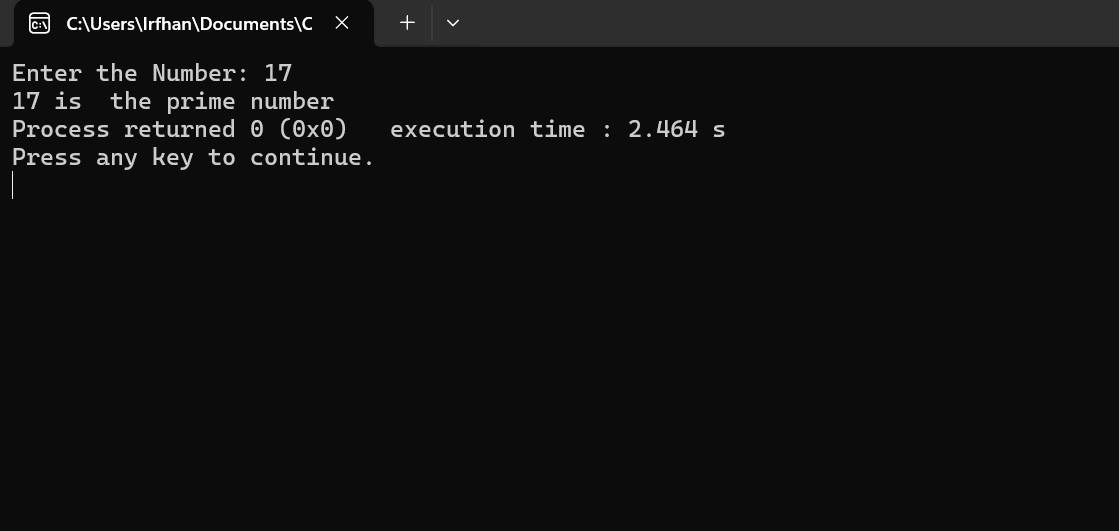 C:\Users\Irfhan\Documents\C
Enter the Number: 17
17 is  the prime number
Process returned 0 (0x0)   execution time : 2.464 s
Press any key to continue.